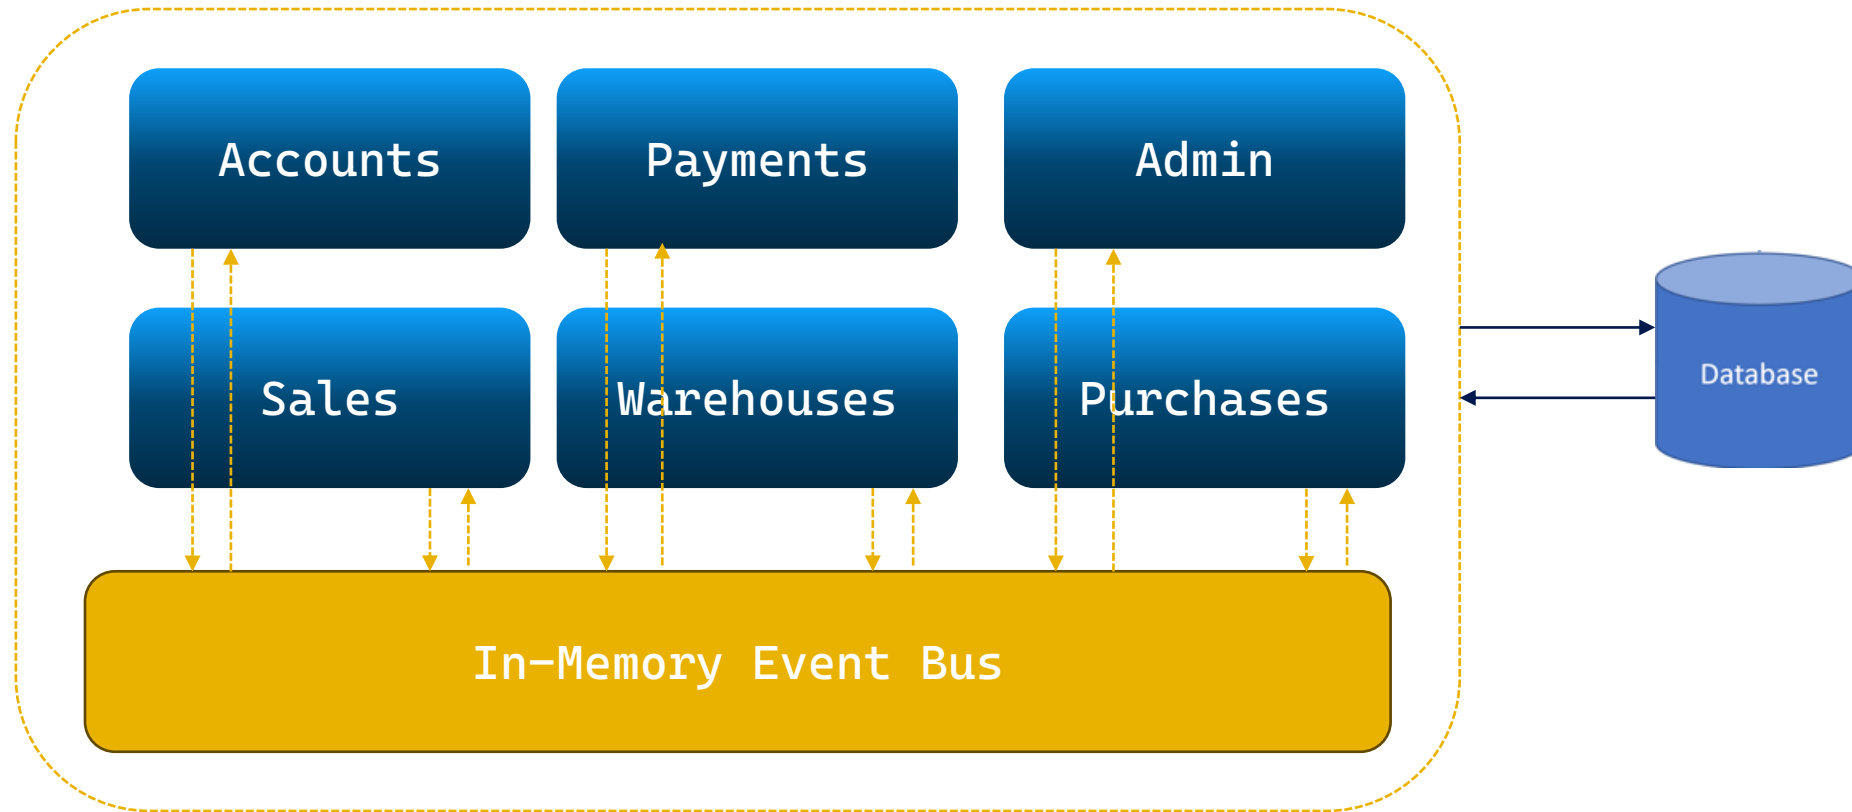 Accounts
Payments
Admin
Sales
Warehouses
Purchases
Database
In-Memory Event Bus